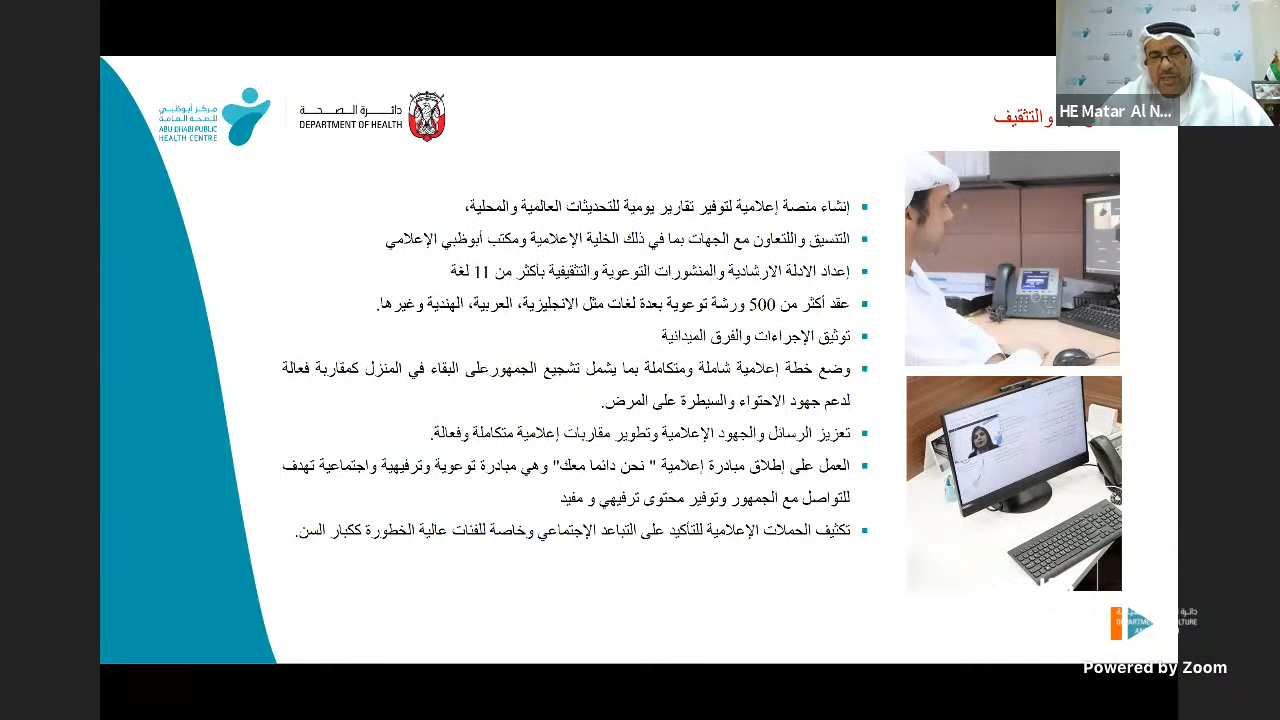 مركز أبوظبي
للصحة العامة
ABU DHABI PUBLIC
HEALTH CENTRE
دائرة الصحة
DEPARTMENT OF HEALTH
HE Matar Al N...
والتثقيف
إنشاء منصة إعلامية لتوفير تقارير يومية للتحديثات العالمية والمحلية،
التنسيق واللتعاون مع الجهات بما في ذلك الخلية الإعلامية ومكتب أبوظبي الإعلامي
إعداد الادلة الارشادية والمنشورات التوعوية والتثقيفية بأكثر من 11 لغة
عقد أكثر من 500 ورشة توعوية بعدة لغات مثل الانجليزية، العربية، الهندية وغيرها.
توثيق الإجراءات والفرق الميدانية
وضع خطة إعلامية شاملة ومتكاملة بما يشمل تشجيع الجمهورعلى البقاء في المنزل كمقاربة فعالة
لدعم جهود الاحتواء والسيطرة على المرض.
تعزيز الرسائل والجهود الإعلامية وتطوير مقاربات إعلامية متكاملة وفعالة.
العمل على إطلاق مبادرة إعلامية " نحن دائما معك" وهي مبادرة توعوية وترفيهية واجتماعية تهدف
للتواصل مع الجمهور وتوفير محتوى ترفيهي و مفيد
تكثيف الحملات الإعلامية للتأكيد على التباعد الإجتماعي وخاصة للفئات عالية الخطورة ككبار السن.
Powered by Zoom